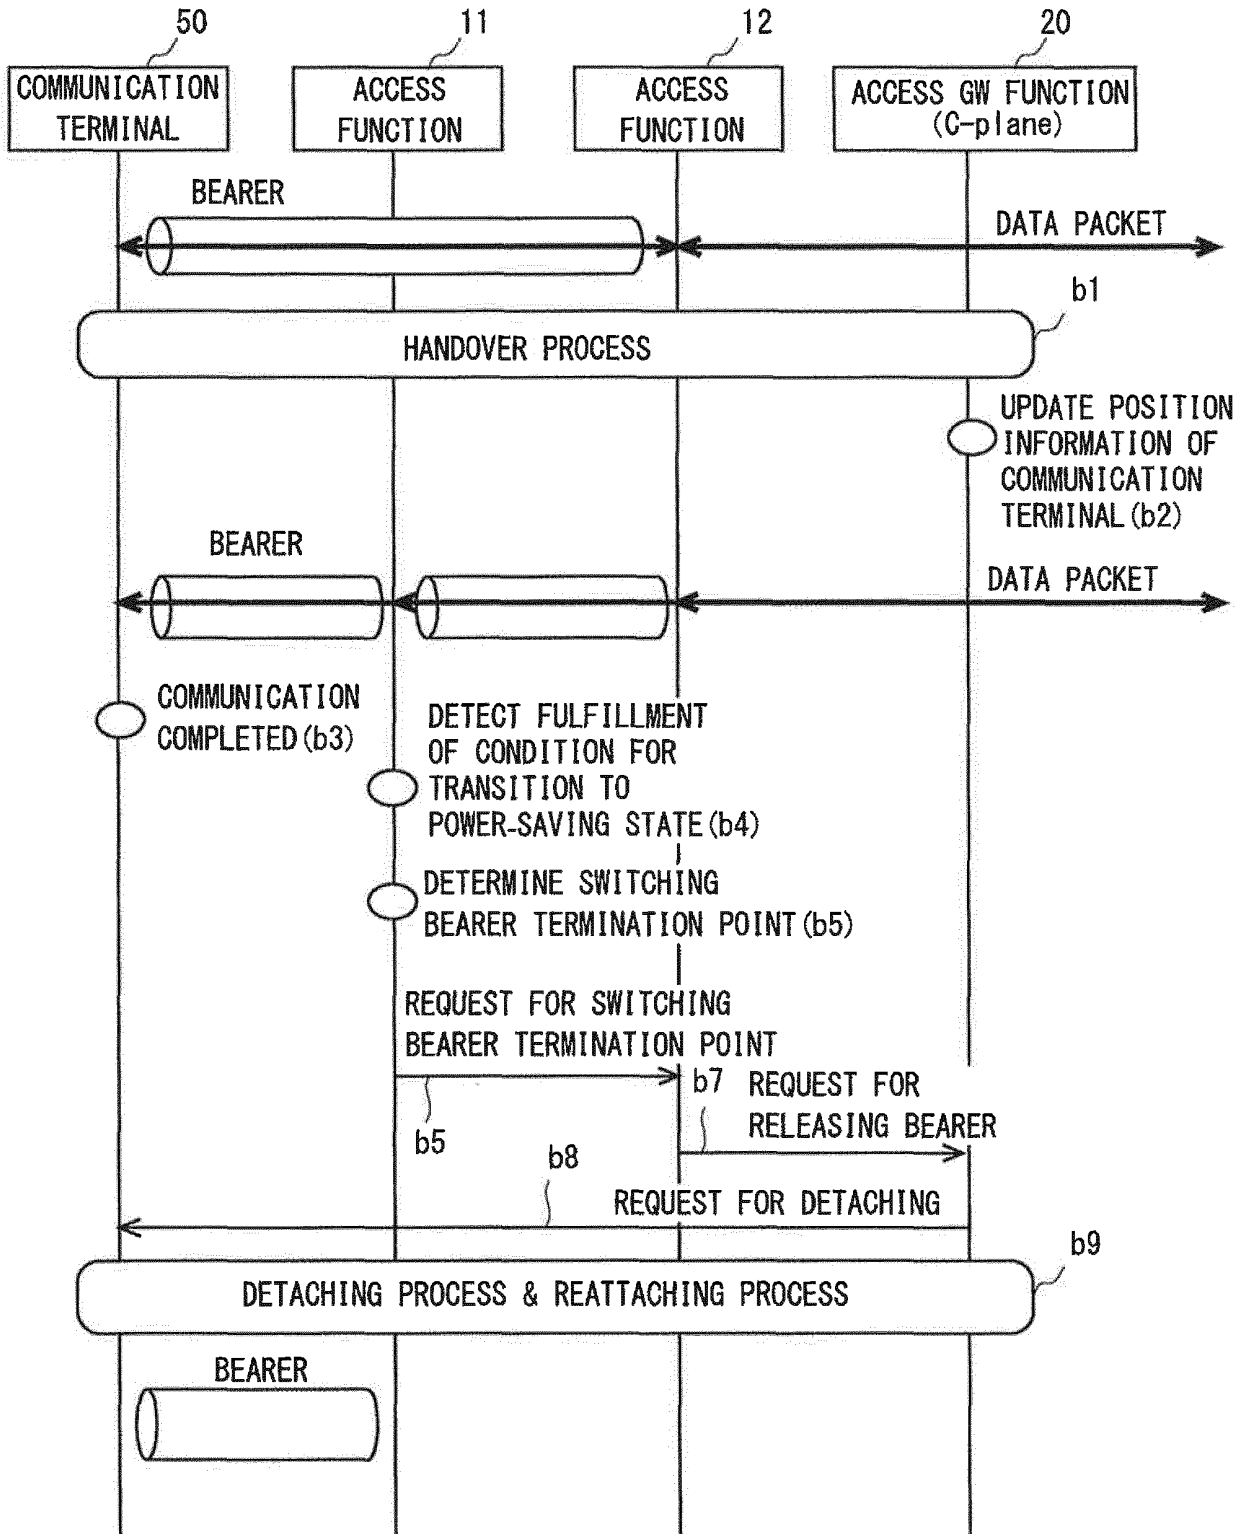 50
11
12
20
COMMUNICATION
TERMINAL
ACCESS
FUNCTION
ACCESS
FUNCTION
ACCESS GW FUNCTION
(C-plane)
BEARER
DATA PACKET
b1
HANDOVER PROCESS
UPDATE POSITION
INFORMATION OF
COMMUNICATION
TERMINAL(b2)
BEARER
DATA PACKET
COMMUNICATION
COMPLETED(b3)
DETECT FULFILLMENT
OF CONDITION FOR
TRANSITION TO
POWER-SAVING STATE(b4)
DETERMINE SWITCHING
BEARER TERMINATION POINT(b5)
REQUEST FOR SWITCHING
BEARER TERMINATION POINT
b5
b7
REQUEST FOR
RELEASING BEARER
b8
REQUEST FOR DETACHING
b9
DETACHING PROCESS & REATTACHING PROCESS
BEARER